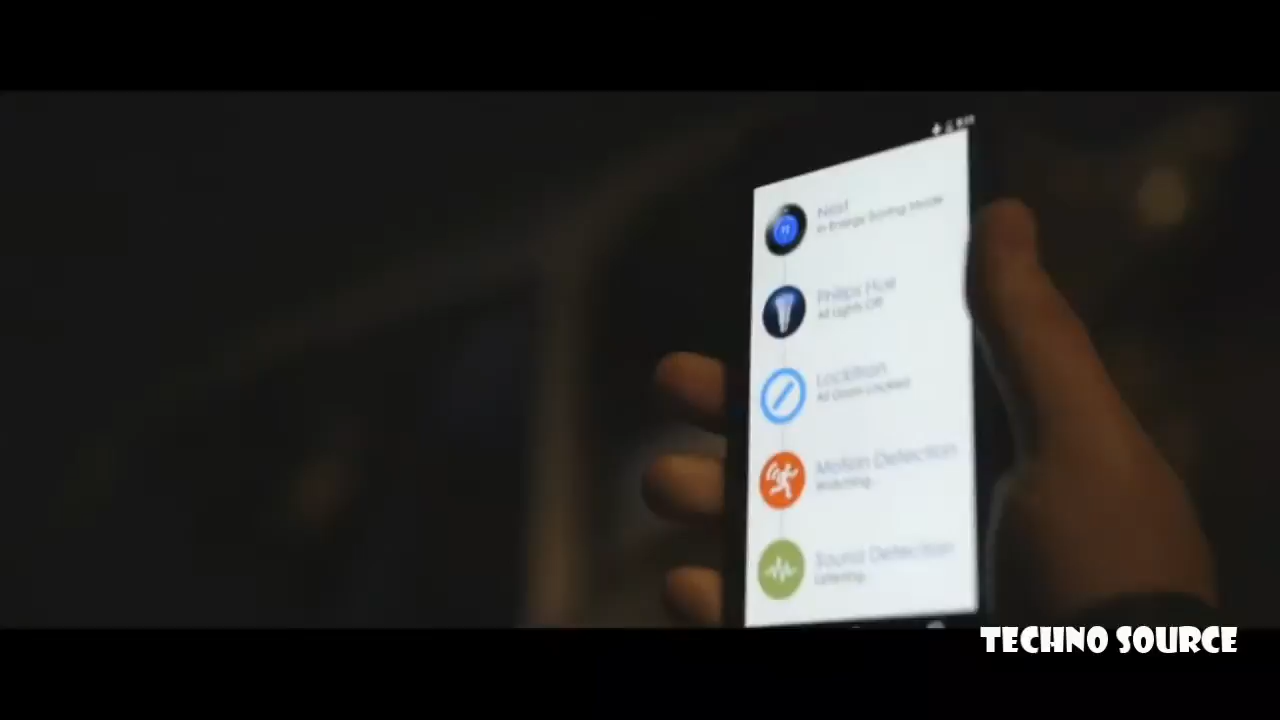 Nest
in Energy Saving Mode
Philips Hue
All Lights Off
Lockitron
All Doors Locked
Motion Detection
Watching...
Sound Detection
Listening...
TECHNO SOURCE